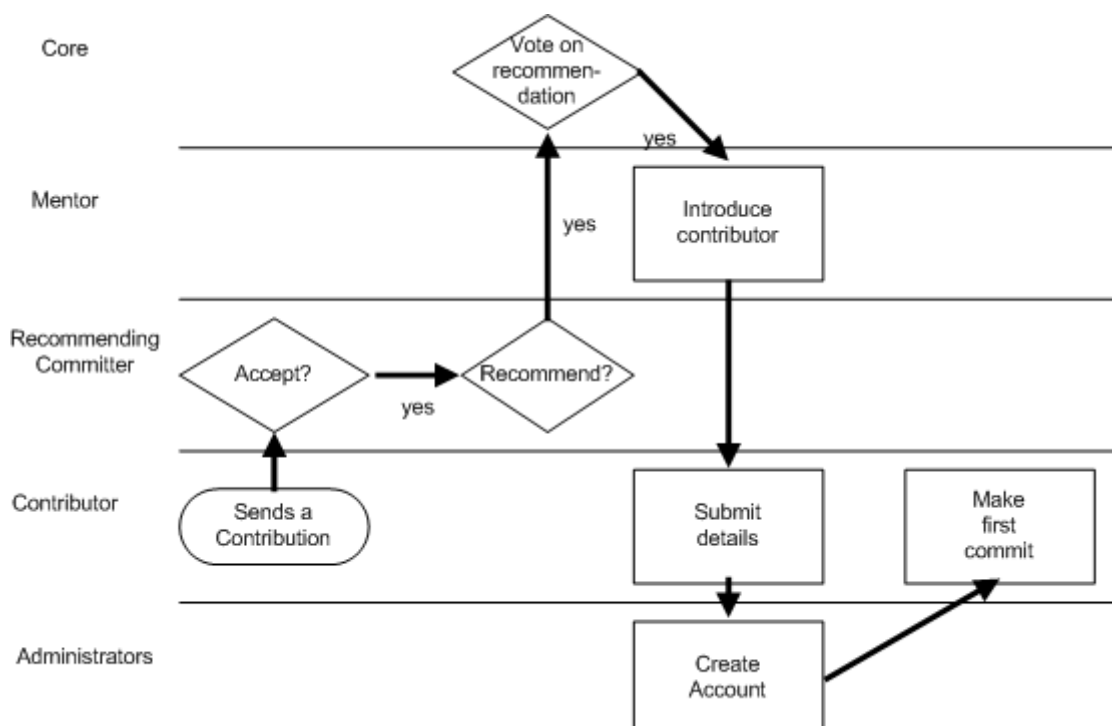 Core
Vote on
recommen-
dation
yes
Mentor
Introduce
contributor
yes
Recommending
Committer
Accept?
yes
Recommend?
Contributor
Sends a
Contribution
Submit
details
Make
first
commit
Administrators
Create
Account